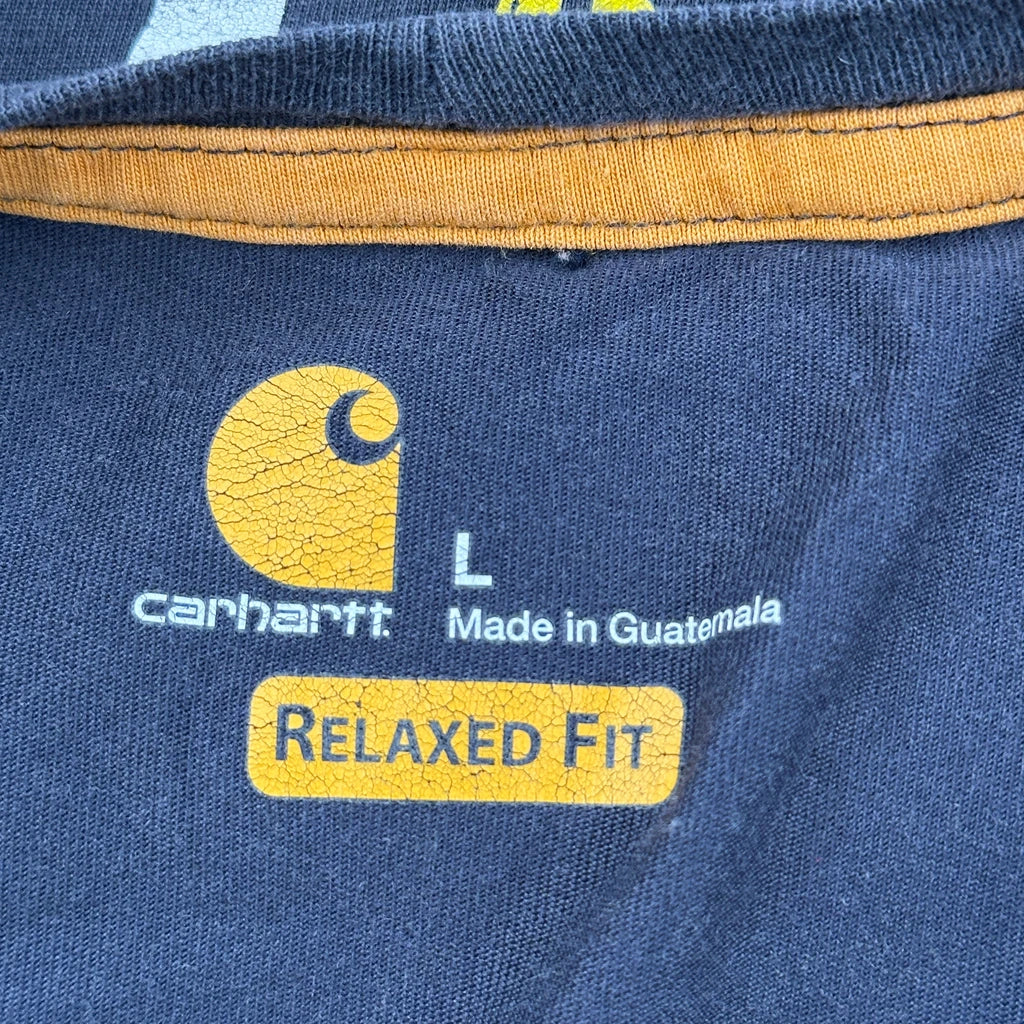 L
carhartt.
Made in Guatemala
RELAXED FIT